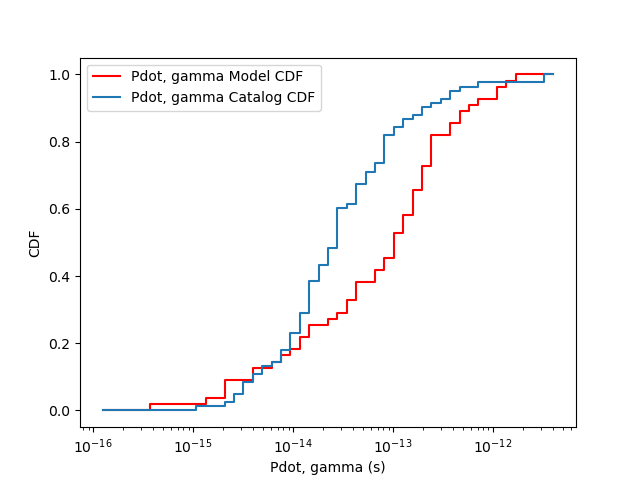 Pdot, gamma Model CDF
Pdot, gamma Catalog CDF
1.0
0.8
0.6
0.4
0.2
0.0
CDF
10⁻¹⁶ 10⁻¹⁵ 10⁻¹⁴ 10⁻¹³ 10⁻¹²
Pdot, gamma (s)